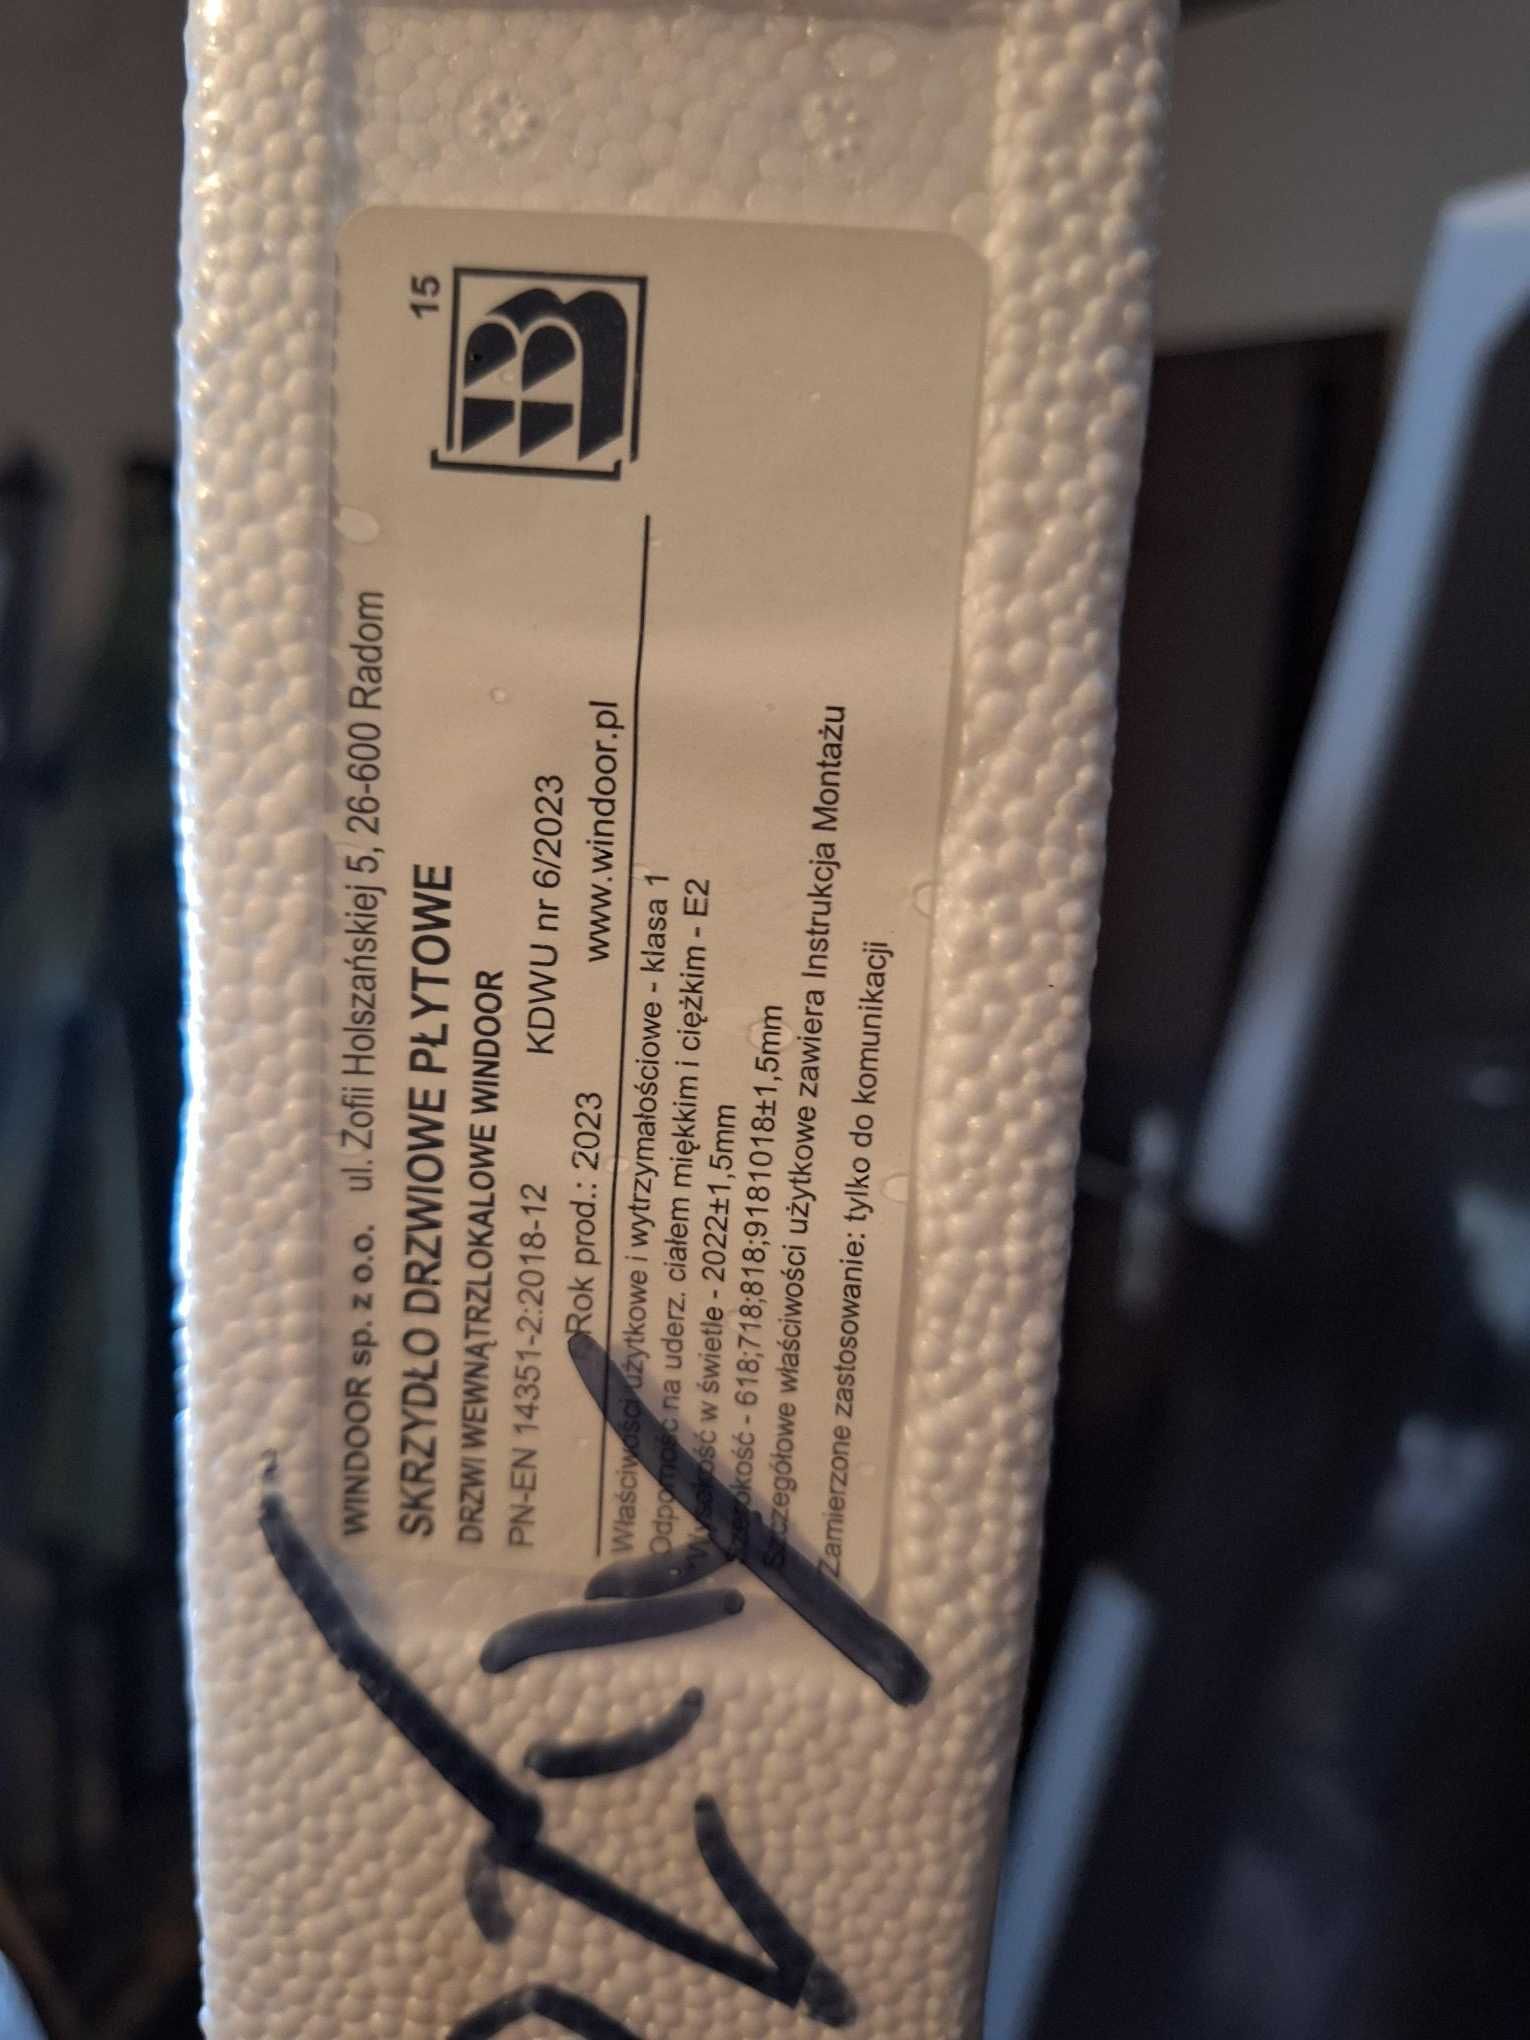 15
WINDOOR sp. z o.o. ul. Zofii Holszańskiej 5, 26-600 Radom
SKRZYDŁO DRZWIOWE PŁYTOWE
DRZWI WEWNĄTRZLOKALOWE WINDOOR
PN-EN 14351-2:2018-12 KDWU nr 6/2023
Rok prod.: 2023 www.windoor.pl
Właściwości użytkowe i wytrzymałościowe - klasa 1
Odporność na uderz. ciałem miękkim i ciężkim - E2
Wysokość w świetle - 2022±1,5mm
Szerokość - 618;718;818;9181018±1,5mm
Szczegółowe właściwości użytkowe zawiera Instrukcja Montażu
Zamierzone zastosowanie: tylko do komunikacji